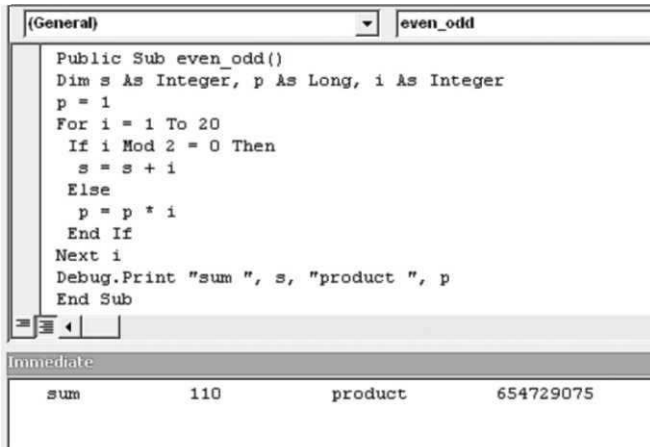 (General) even_odd
Public Sub even_odd()
Dim s As Integer, p As Long, i As Integer
p = 1
For i = 1 To 20
If i Mod 2 = 0 Then
s = s + i
Else
p = p * i
End If
Next i
Debug.Print "sum ", s, "product ", p
End Sub
Immediate
sum 110 product 654729075